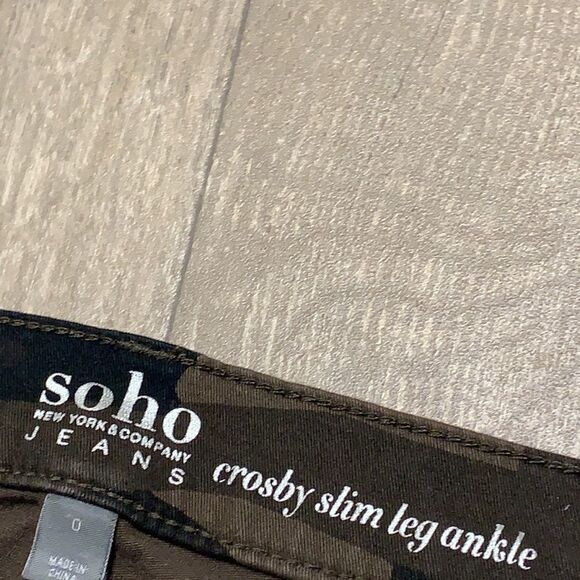 soho
NEW YORK & COMPANY
JEANS
crosby slim leg ankle
0
MADE IN
CHINA